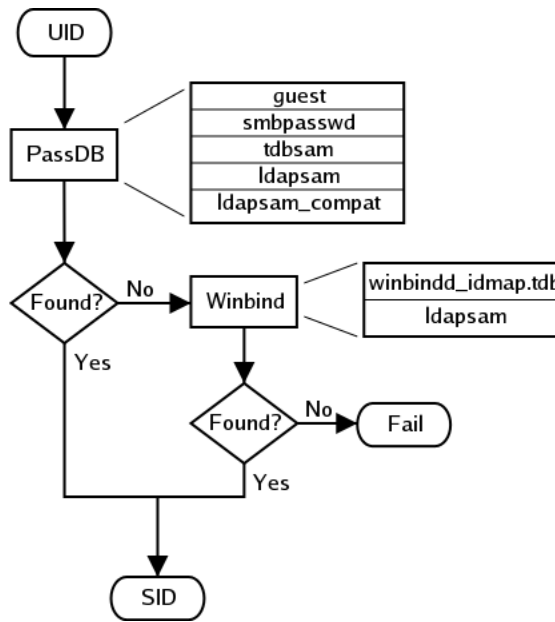 UID
PassDB
guest
smbpasswd
tdbsam
ldapsam
ldapsam_compat
Found?
No
Winbind
winbindd_idmap.tdb
ldapsam
Yes
Found?
No
Fail
Yes
SID